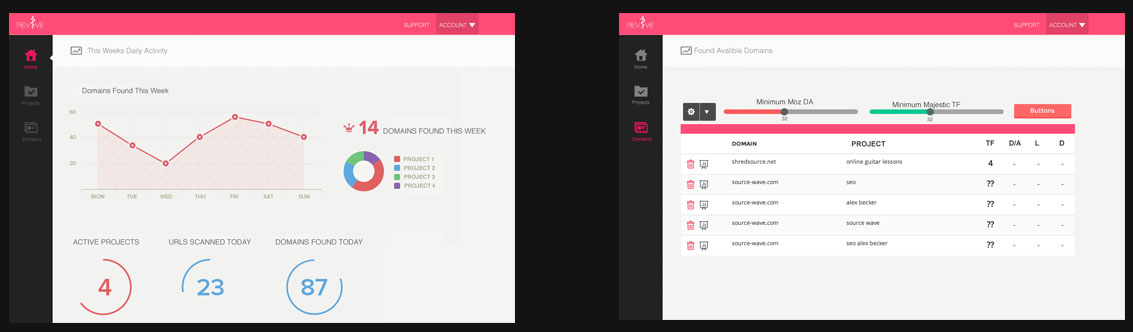 REVIVE
SUPPORT
ACCOUNT
This Weeks Daily Activity
Home
Projects
Domains
Domains Found This Week
60
40
20
MON TUE WED THU FRI SAT SUN
14 DOMAINS FOUND THIS WEEK
PROJECT 1
PROJECT 2
PROJECT 3
PROJECT 4
ACTIVE PROJECTS URLS SCANNED TODAY DOMAINS FOUND TODAY
4 23 87
REVIVE
SUPPORT
ACCOUNT
Found Avalible Domains
Home
Projects
Domains
Minimum Moz DA
Minimum Majestic TF
Buttons
DOMAIN PROJECT TF D/A L D
shredsource.net online guitar lessons 4 - - -
source-wave.com seo ?? - - -
source-wave.com alex becker ?? - - -
source-wave.com source wave ?? - - -
source-wave.com seo alex becker ?? - - -